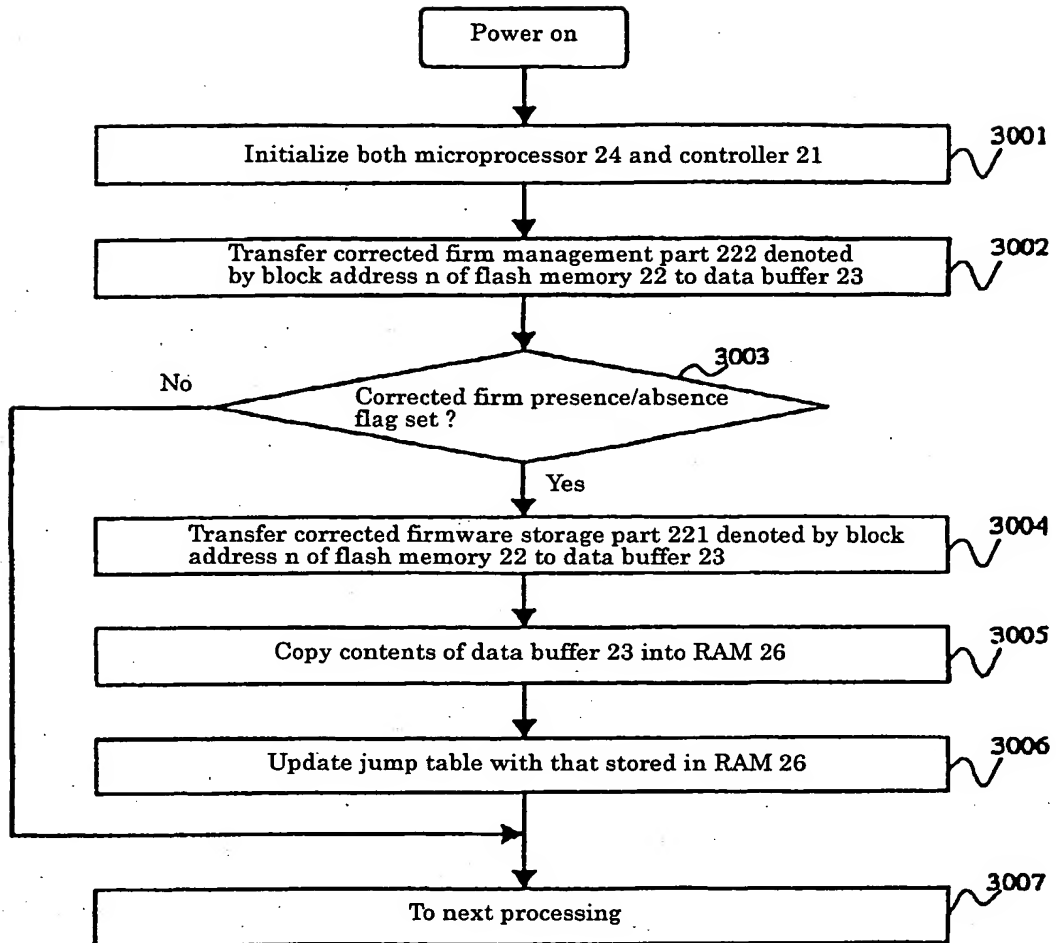 Power on
Initialize both microprocessor 24 and controller 21
3001
Transfer corrected firm management part 222 denoted
by block address n of flash memory 22 to data buffer 23
3002
3003
No
Corrected firm presence/absence
flag set ?
Yes
Transfer corrected firmware storage part 221 denoted by block
address n of flash memory 22 to data buffer 23
3004
Copy contents of data buffer 23 into RAM 26
3005
Update jump table with that stored in RAM 26
3006
To next processing
3007